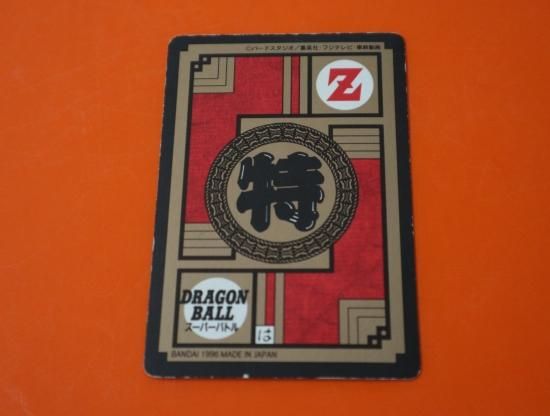 ©バードスタジオ/集英社・フジテレビ・東映動画
Z
特
DRAGON
BALL
スーパーバトル
は
BANDAI 1996 MADE IN JAPAN